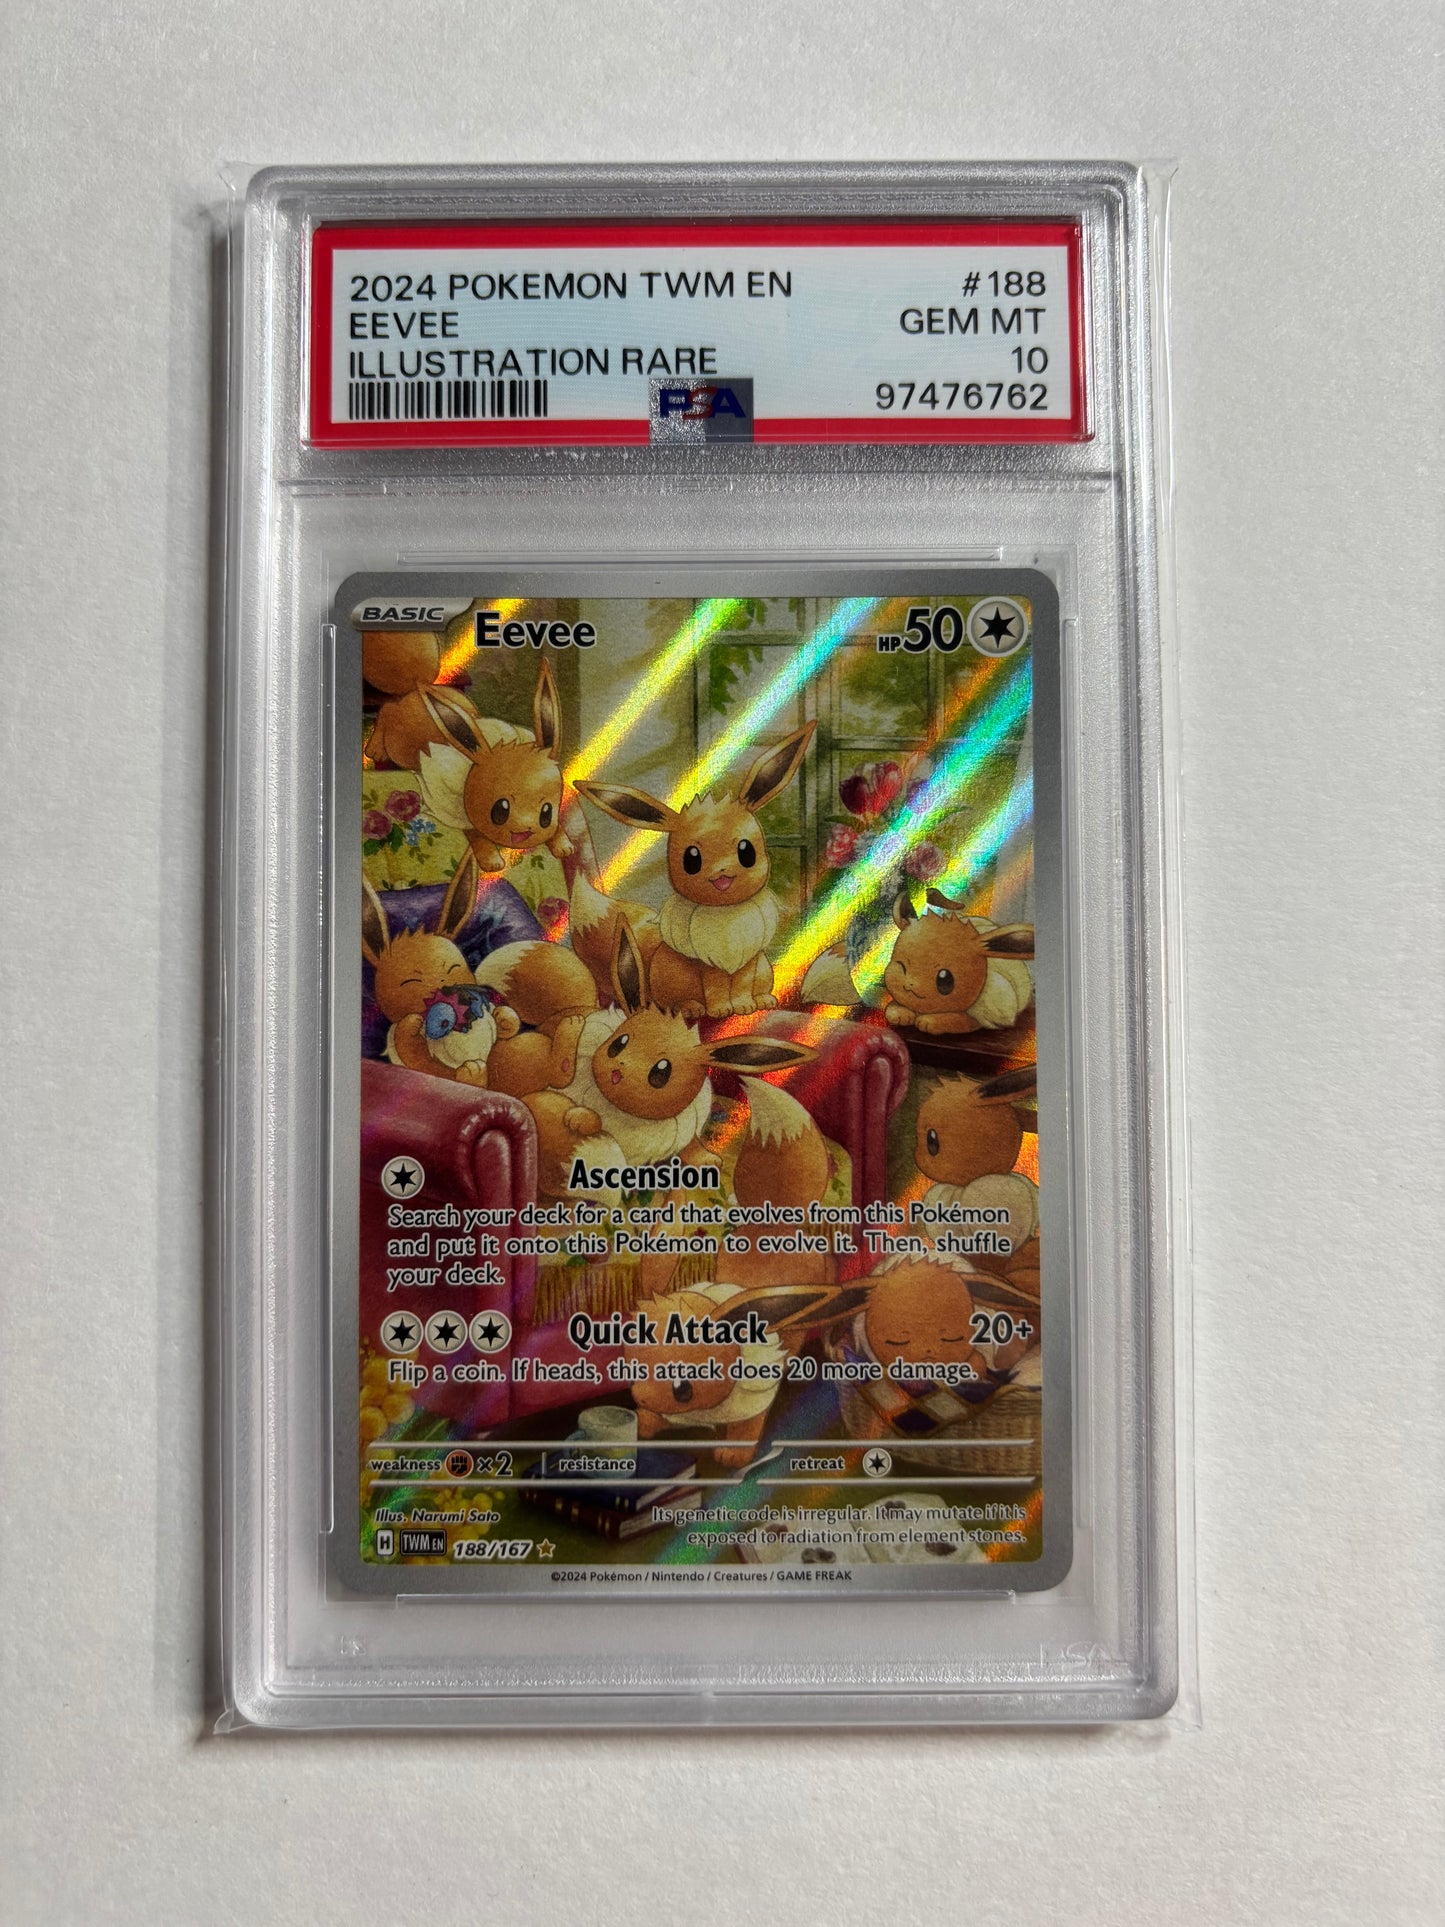 2024 POKEMON TWM EN #188
EEVEE GEM MT
ILLUSTRATION RARE 10
PSA 97476762
BASIC Eevee HP 50
Ascension
Search your deck for a card that evolves from this Pokémon
and put it onto this Pokémon to evolve it. Then, shuffle
your deck.
Quick Attack 20+
Flip a coin. If heads, this attack does 20 more damage.
weakness ×2 resistance retreat
Illus. Narumi Sato
Its genetic code is irregular. It may mutate if it is
exposed to radiation from element stones.
H TWM EN 188/167
©2024 Pokémon / Nintendo / Creatures / GAME FREAK